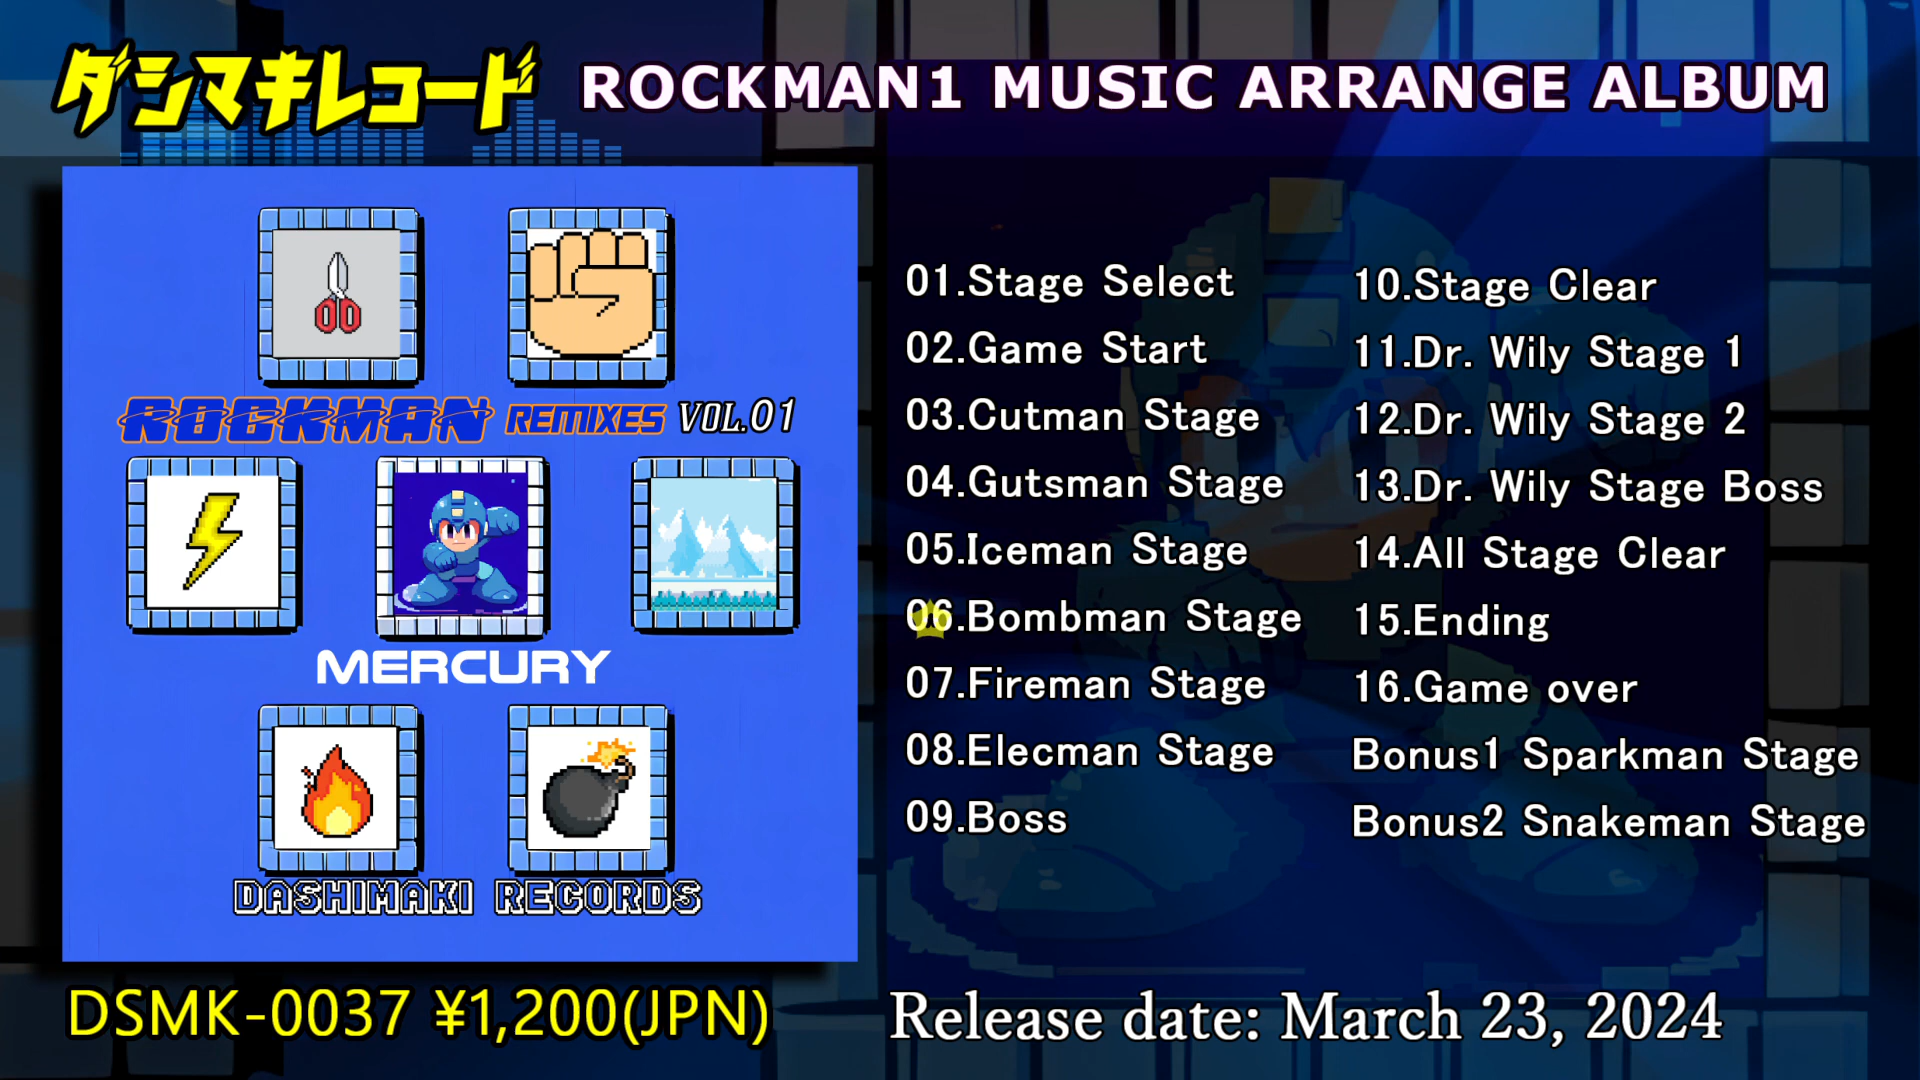 ダシマキレコード
ROCKMAN1 MUSIC ARRANGE ALBUM
ROCKMAN REMIXES VOL.01
MERCURY
DASHIMAKI RECORDS
01.Stage Select
02.Game Start
03.Cutman Stage
04.Gutsman Stage
05.Iceman Stage
06.Bombman Stage
07.Fireman Stage
08.Elecman Stage
09.Boss
10.Stage Clear
11.Dr. Wily Stage 1
12.Dr. Wily Stage 2
13.Dr. Wily Stage Boss
14.All Stage Clear
15.Ending
16.Game over
Bonus1 Sparkman Stage
Bonus2 Snakeman Stage
DSMK-0037 ¥1,200(JPN)
Release date: March 23, 2024